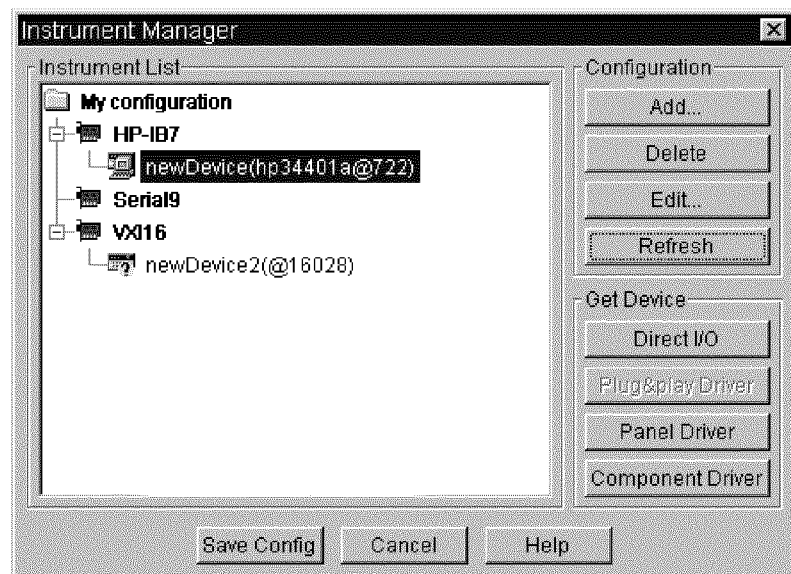 Instrument Manager
Instrument List
My configuration
HP-IB7
newDevice(hp34401a@722)
Serial9
VXI16
newDevice2(@16028)
Configuration
Add...
Delete
Edit...
Refresh
Get Device
Direct I/O
Plug&play Driver
Panel Driver
Component Driver
Save Config
Cancel
Help